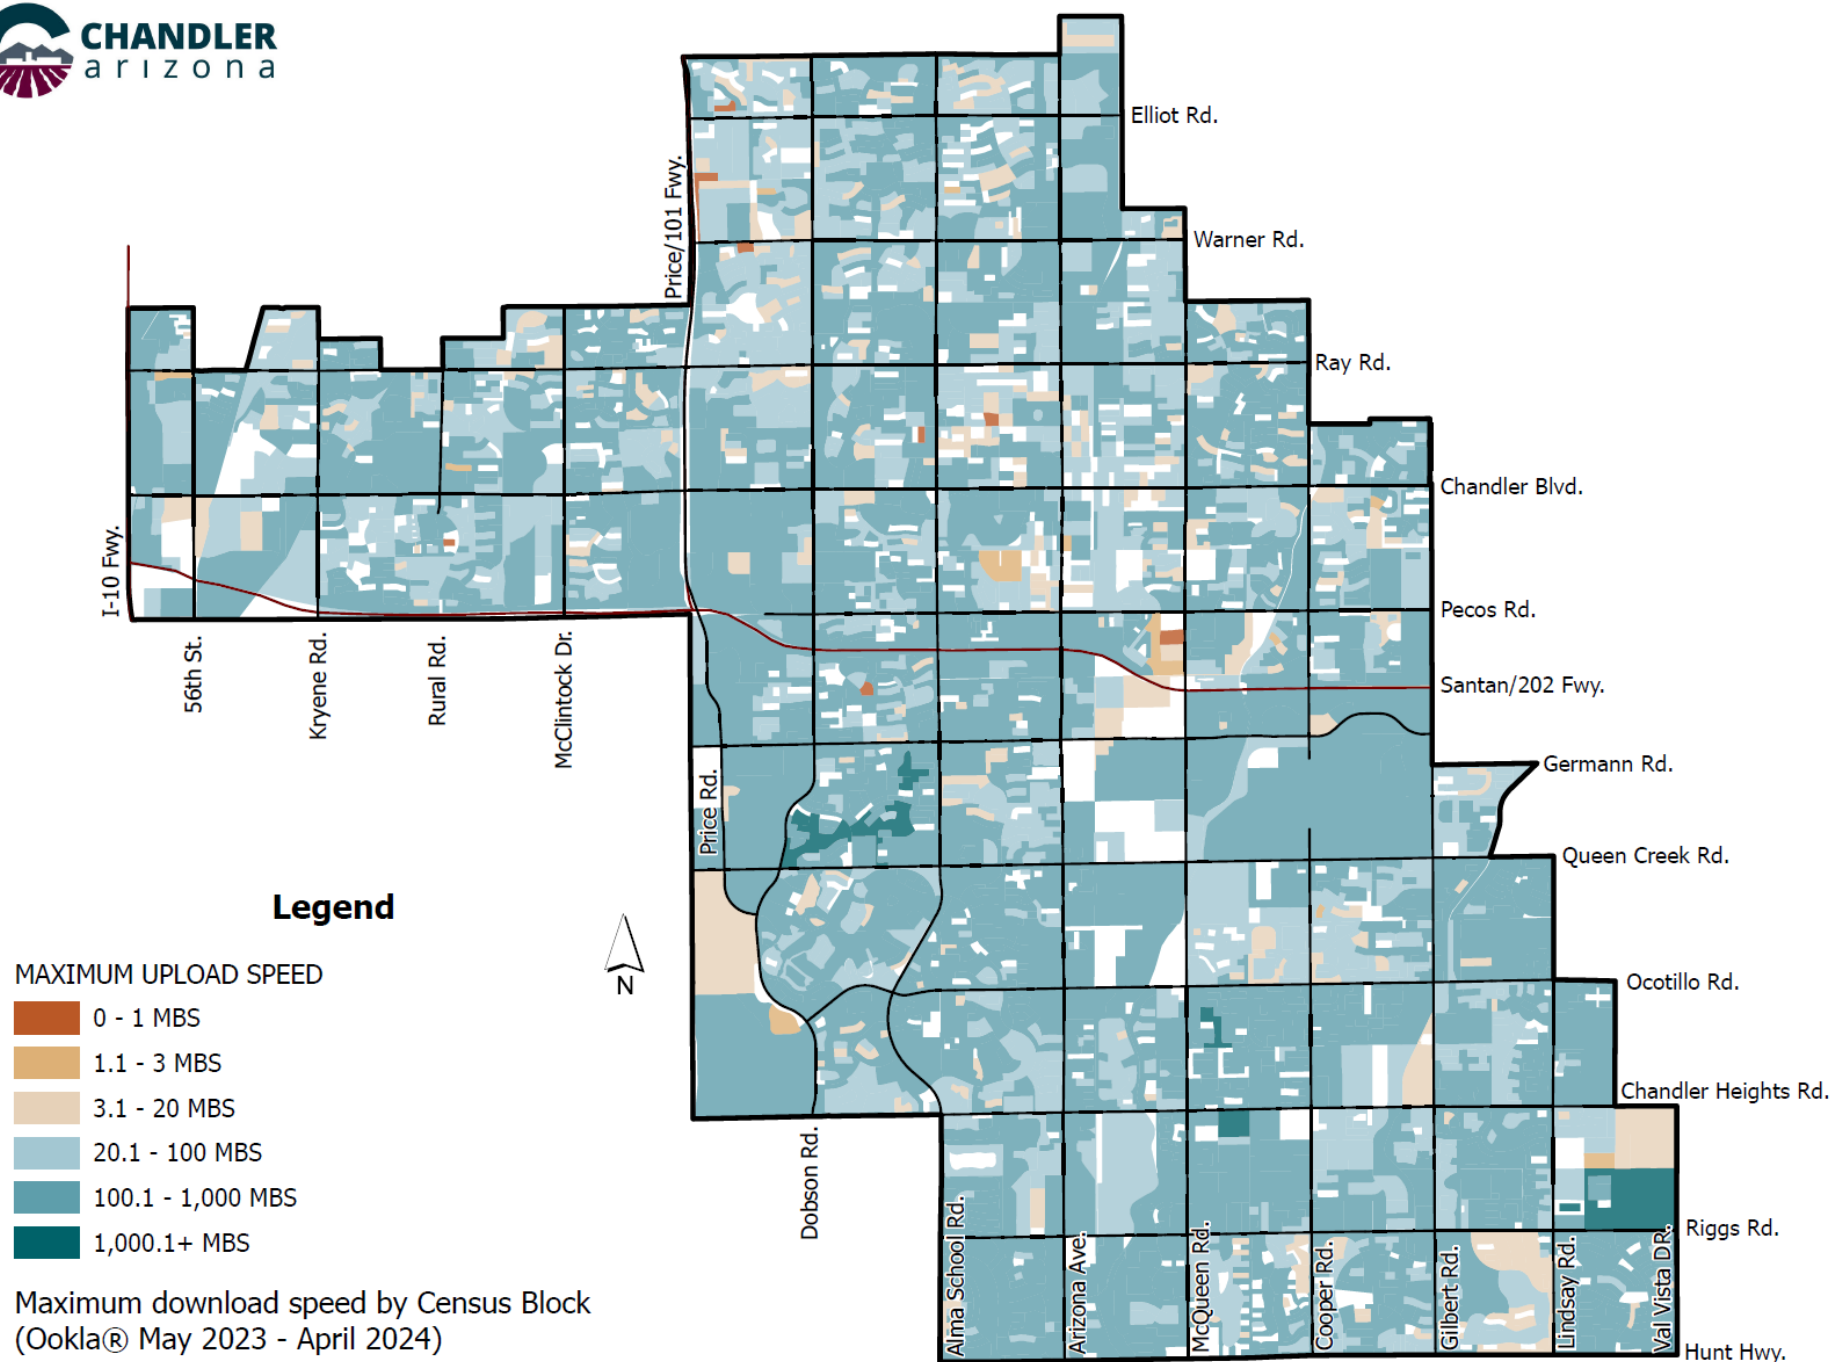 CHANDLER
arizona
Elliot Rd.
Warner Rd.
Price/101 Fwy.
Ray Rd.
Chandler Blvd.
I-10 Fwy.
Pecos Rd.
56th St.
Kryene Rd.
Rural Rd.
McClintock Dr.
Santan/202 Fwy.
Price Rd.
Germann Rd.
Queen Creek Rd.
Ocotillo Rd.
Chandler Heights Rd.
Dobson Rd.
Alma School Rd.
Arizona Ave.
McQueen Rd.
Cooper Rd.
Gilbert Rd.
Lindsay Rd.
Val Vista DR.
Riggs Rd.
Hunt Hwy.
N
Legend
MAXIMUM UPLOAD SPEED
0 - 1 MBS
1.1 - 3 MBS
3.1 - 20 MBS
20.1 - 100 MBS
100.1 - 1,000 MBS
1,000.1+ MBS
Maximum download speed by Census Block
(Ookla® May 2023 - April 2024)